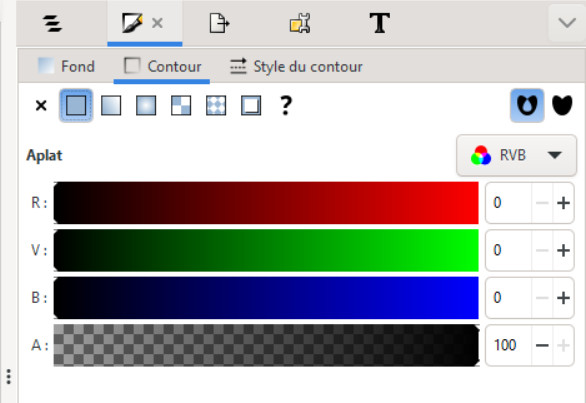 T
Fond Contour Style du contour
× ?
Aplat RVB
R: 0 − +
V: 0 − +
B: 0 − +
A: 100 − +